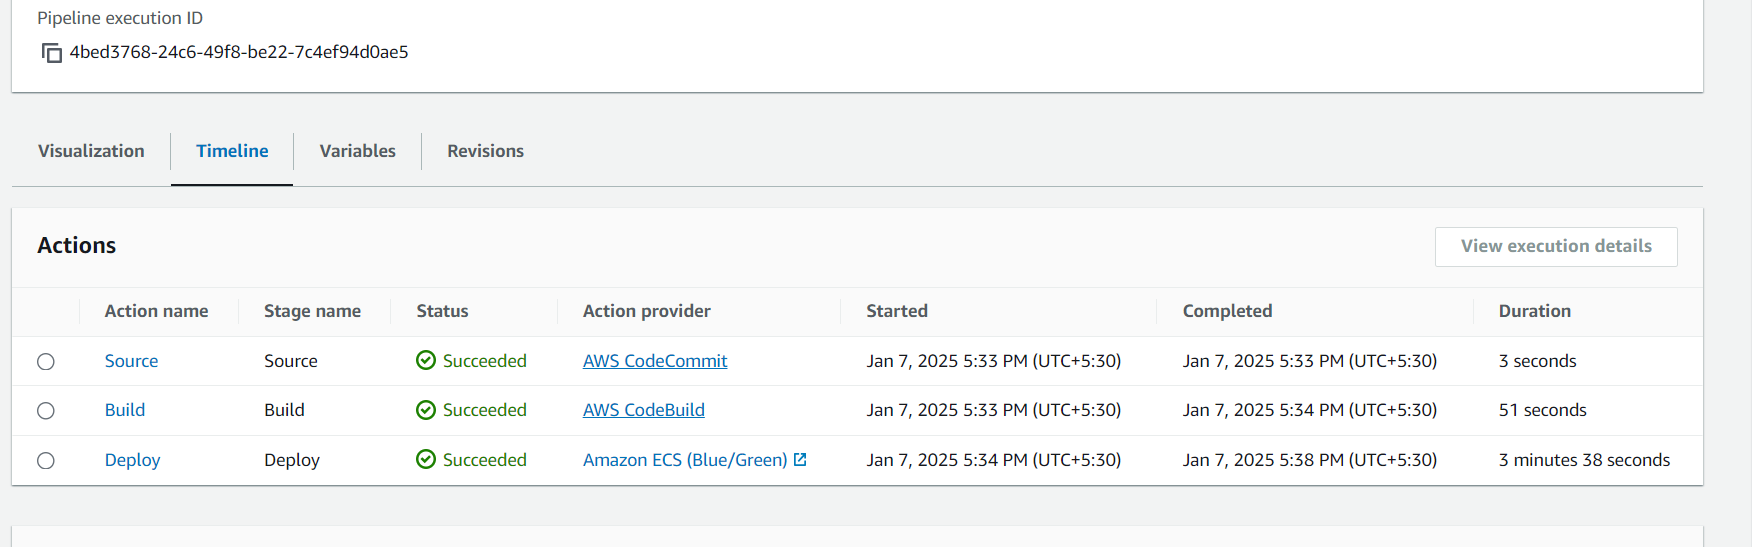 Pipeline execution ID
4bed3768-24c6-49f8-be22-7c4ef94d0ae5
Visualization Timeline Variables Revisions
Actions View execution details
Action name Stage name Status Action provider Started Completed Duration
Source Source Succeeded AWS CodeCommit Jan 7, 2025 5:33 PM (UTC+5:30) Jan 7, 2025 5:33 PM (UTC+5:30) 3 seconds
Build Build Succeeded AWS CodeBuild Jan 7, 2025 5:33 PM (UTC+5:30) Jan 7, 2025 5:34 PM (UTC+5:30) 51 seconds
Deploy Deploy Succeeded Amazon ECS (Blue/Green) Jan 7, 2025 5:34 PM (UTC+5:30) Jan 7, 2025 5:38 PM (UTC+5:30) 3 minutes 38 seconds